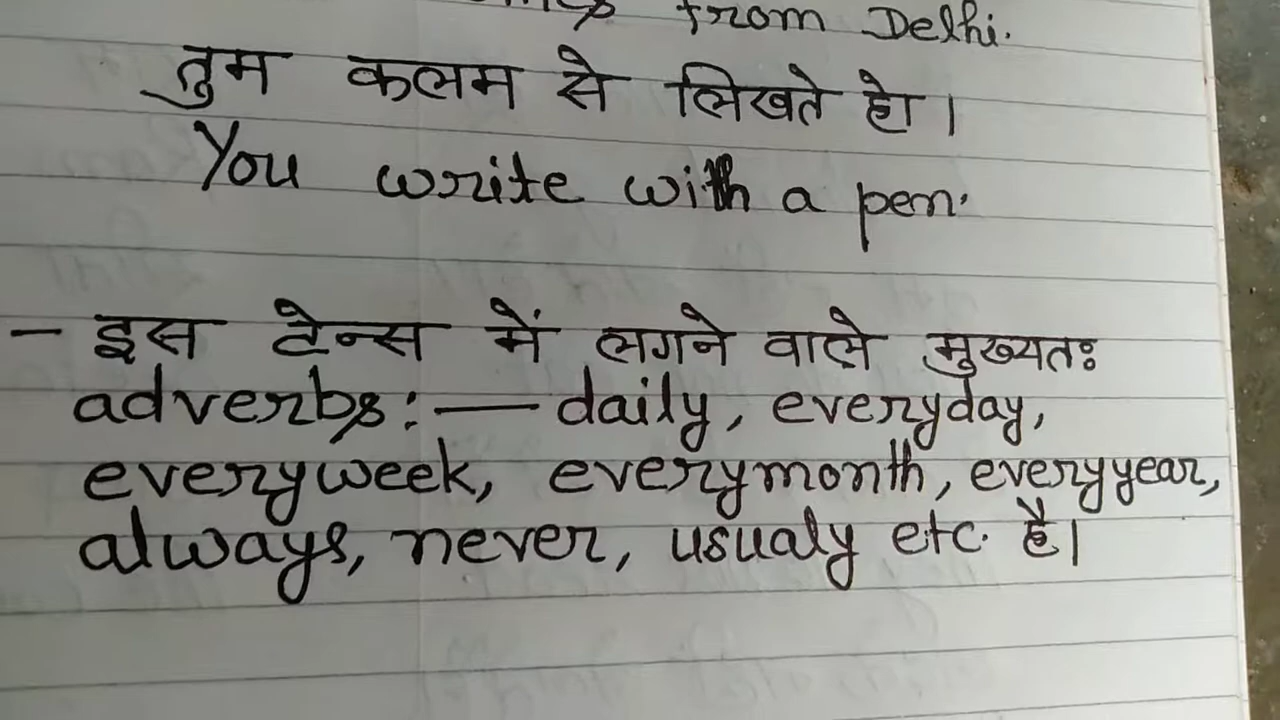 from Delhi.
तुम कलम से लिखते हो।
You write with a pen.
- इस टेन्स में लगने वाले मुख्यतः
adverbs:— daily, everyday,
everyweek, everymonth, everyyear,
always, never, usualy etc. है।